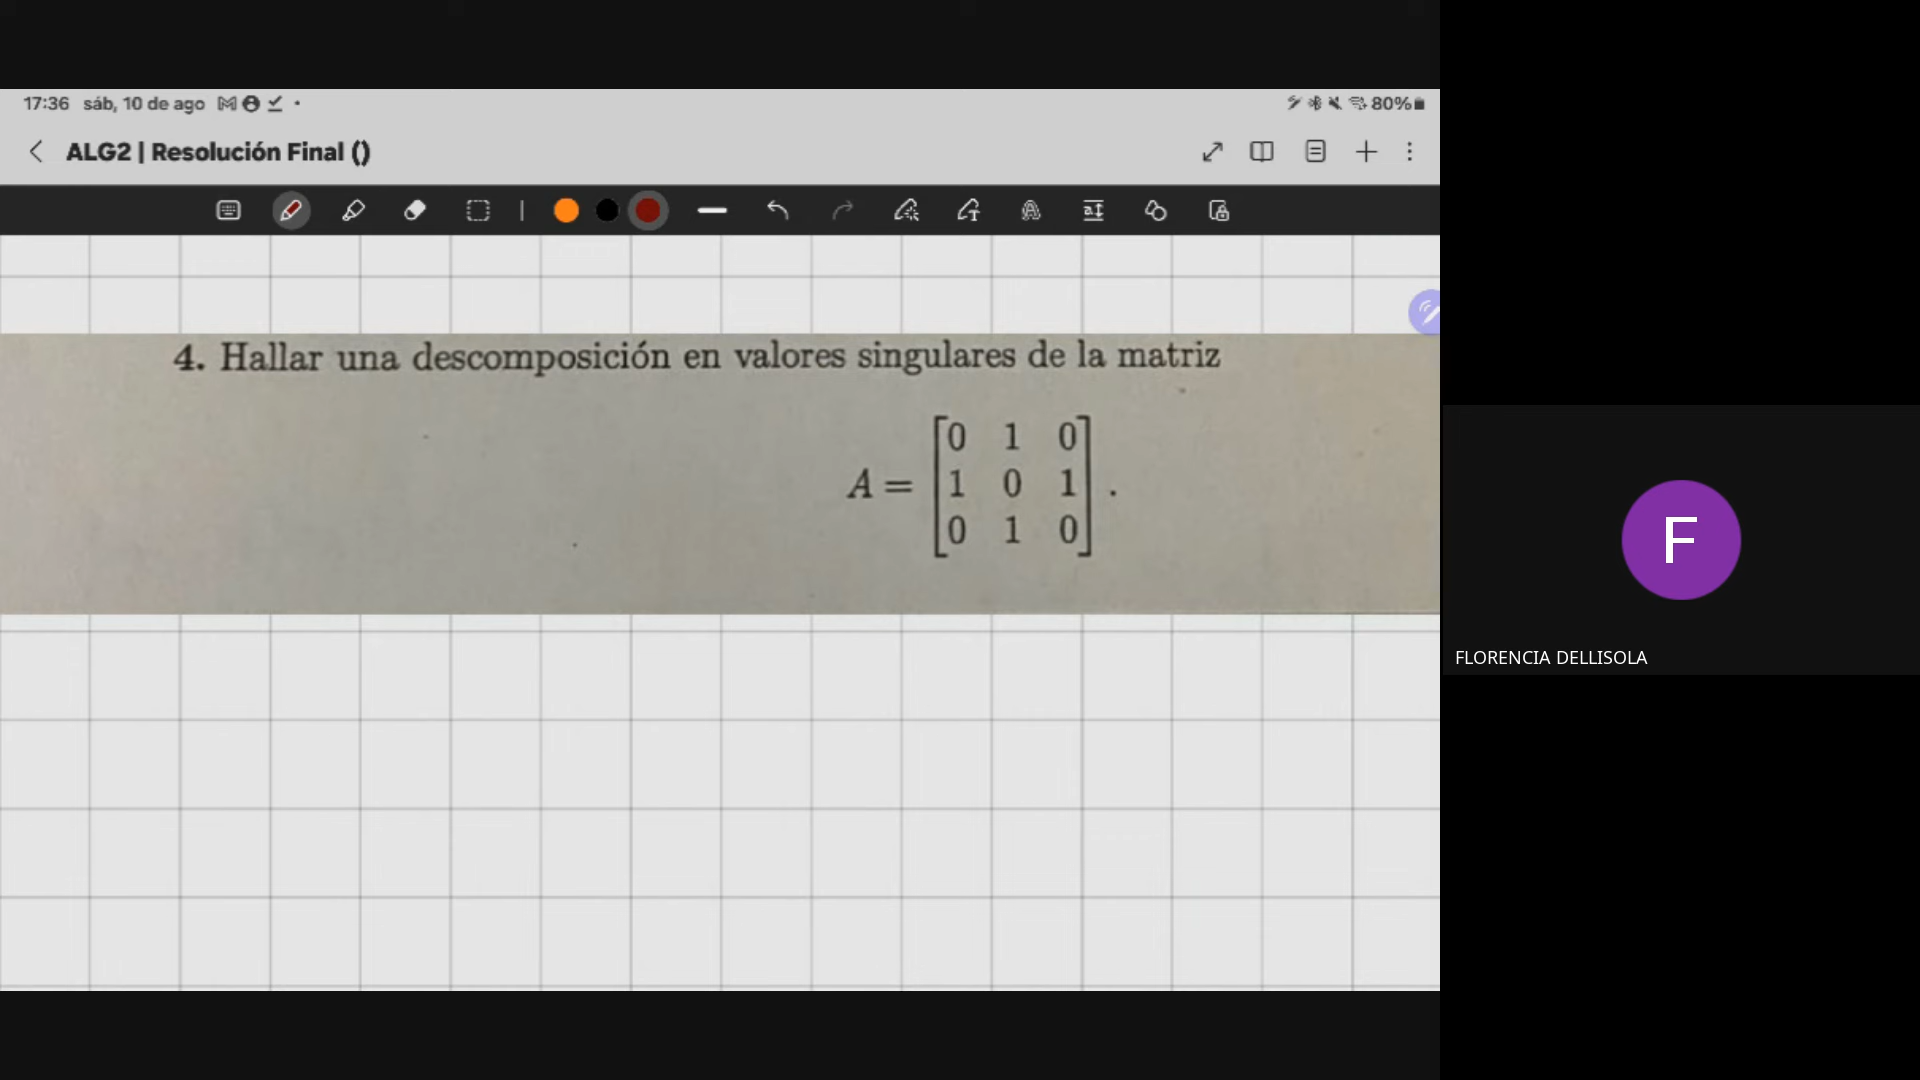 17:36 sáb, 10 de ago
80%
ALG2 | Resolución Final ()
4. Hallar una descomposición en valores singulares de la matriz
A = [0 1 0
1 0 1
0 1 0].
F
FLORENCIA DELLISOLA